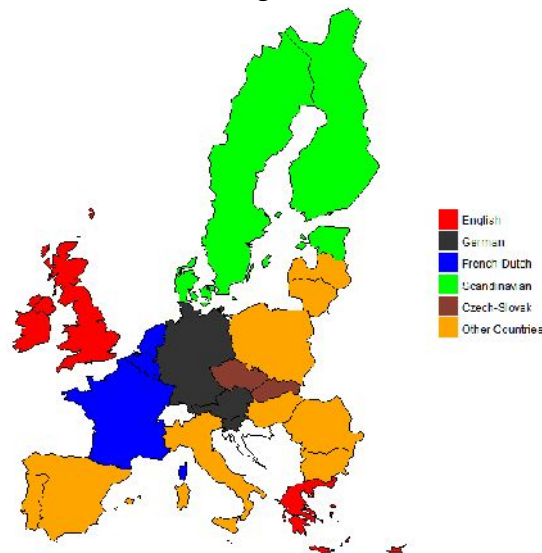 English
German
French-Dutch
Scandinavian
Czech-Slovak
Other Countries